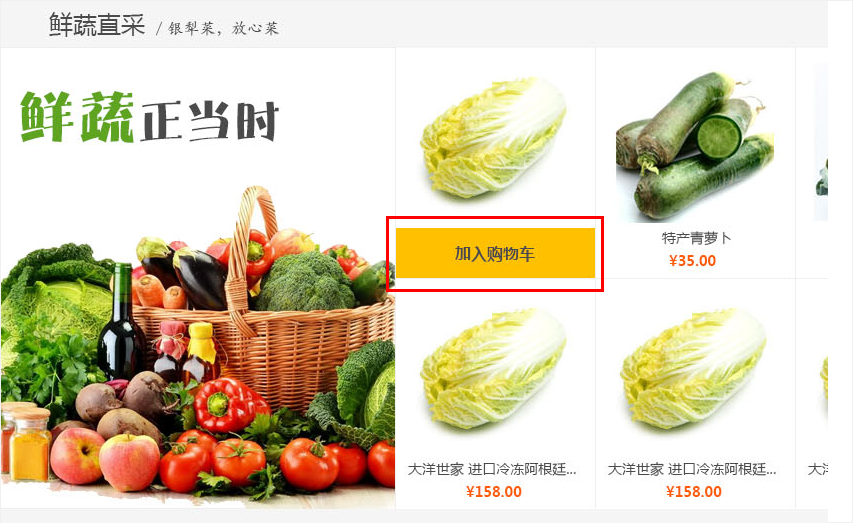 鲜蔬直采 / 银犁菜，放心菜
鲜蔬正当时
加入购物车
特产青萝卜
¥35.00
大洋世家 进口冷冻阿根廷...
¥158.00
大洋世家 进口冷冻阿根廷...
¥158.00
大洋